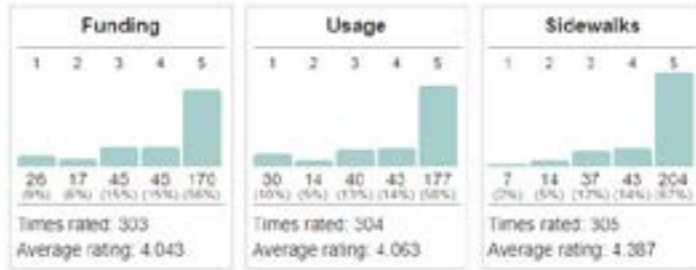 Funding
1 2 3 4 5
26 17 45 45 170
(9%) (6%) (15%) (15%) (56%)
Times rated: 303
Average rating: 4.043
Usage
1 2 3 4 5
30 14 40 43 177
(10%) (5%) (13%) (14%) (58%)
Times rated: 304
Average rating: 4.063
Sidewalks
1 2 3 4 5
7 14 37 43 204
(2%) (5%) (12%) (14%) (67%)
Times rated: 305
Average rating: 4.387